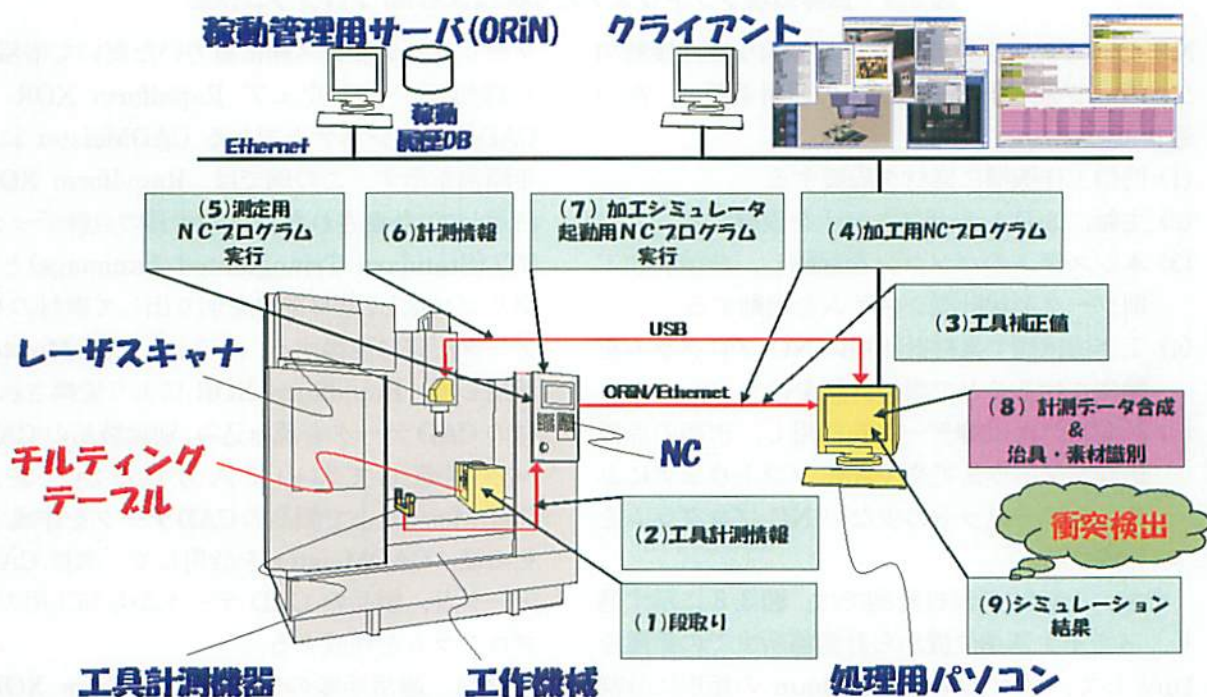 稼動管理用サーバ(ORiN)
クライアント
稼動
履歴DB
Ethernet
(5)測定用
NCプログラム
実行
(6)計測情報
(7)加工シミュレータ
起動用NCプログラム
実行
(4)加工用NCプログラム
USB
(3)工具補正値
レーザスキャナ
ORiN/Ethernet
(8)計測データ合成
&
治具・素材識別
チルティング
テーブル
NC
(2)工具計測情報
衝突検出
(1)段取り
(9)シミュレーション
結果
工具計測機器
工作機械
処理用パソコン